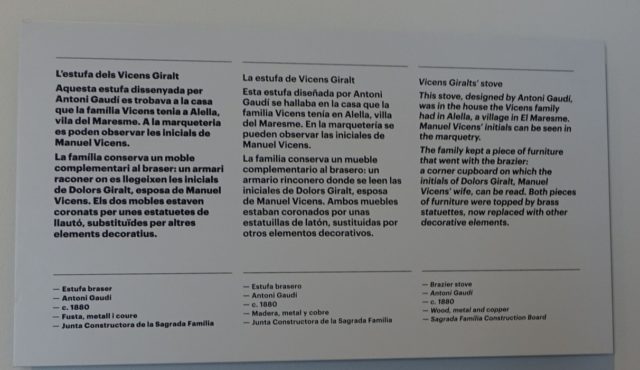 L'estufa dels Vicens Giralt
Aquesta estufa dissenyada per
Antoni Gaudí es trobava a la casa
que la família Vicens tenia a Alella,
vila del Maresme. A la marqueteria
es poden observar les inicials de
Manuel Vicens.
La família conserva un moble
complementari al braser: un armari
raconer on es llegeixen les inicials
de Dolors Giralt, esposa de Manuel
Vicens. Els dos mobles estaven
coronats per unes estatuetes de
llautó, substituïdes per altres
elements decoratius.
— Estufa braser
— Antoni Gaudí
— c. 1880
— Fusta, metall i coure
— Junta Constructora de la Sagrada Família
La estufa de Vicens Giralt
Esta estufa diseñada por Antoni
Gaudí se hallaba en la casa que la
familia Vicens tenía en Alella, villa
del Maresme. En la marquetería se
pueden observar las iniciales de
Manuel Vicens.
La familia conserva un mueble
complementario al brasero: un
armario rinconero donde se leen las
iniciales de Dolors Giralt, esposa
de Manuel Vicens. Ambos muebles
estaban coronados por unas
estatuillas de latón, sustituidas por
otros elementos decorativos.
— Estufa brasero
— Antoni Gaudí
— c. 1880
— Madera, metal y cobre
— Junta Constructora de la Sagrada Família
Vicens Giralts' stove
This stove, designed by Antoni Gaudí,
was in the house the Vicens family
had in Alella, a village in El Maresme.
Manuel Vicens' initials can be seen in
the marquetry.
The family kept a piece of furniture
that went with the brazier:
a corner cupboard on which the
initials of Dolors Giralt, Manuel
Vicens' wife, can be read. Both pieces
of furniture were topped by brass
statuettes, now replaced with other
decorative elements.
— Brazier stove
— Antoni Gaudí
— c. 1880
— Wood, metal and copper
— Sagrada Família Construction Board